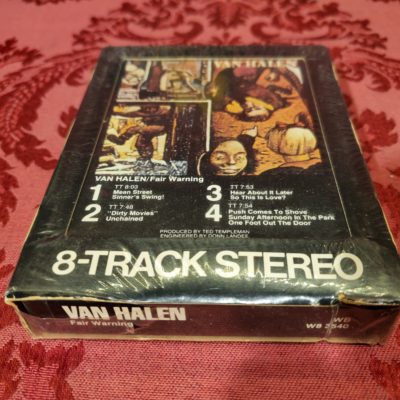 VAN HALEN
VAN HALEN/Fair Warning
1 TT 8:03
Mean Street
Sinner's Swing!
2 TT 7:48
"Dirty Movies"
Unchained
3 TT 7:53
Hear About It Later
So This Is Love?
4 TT 7:54
Push Comes To Shove
Sunday Afternoon In The Park
One Foot Out The Door
PRODUCED BY TED TEMPLEMAN
ENGINEERED BY DONN LANDEE
8-TRACK STEREO
VAN HALEN
Fair Warning
WB
W8 3540